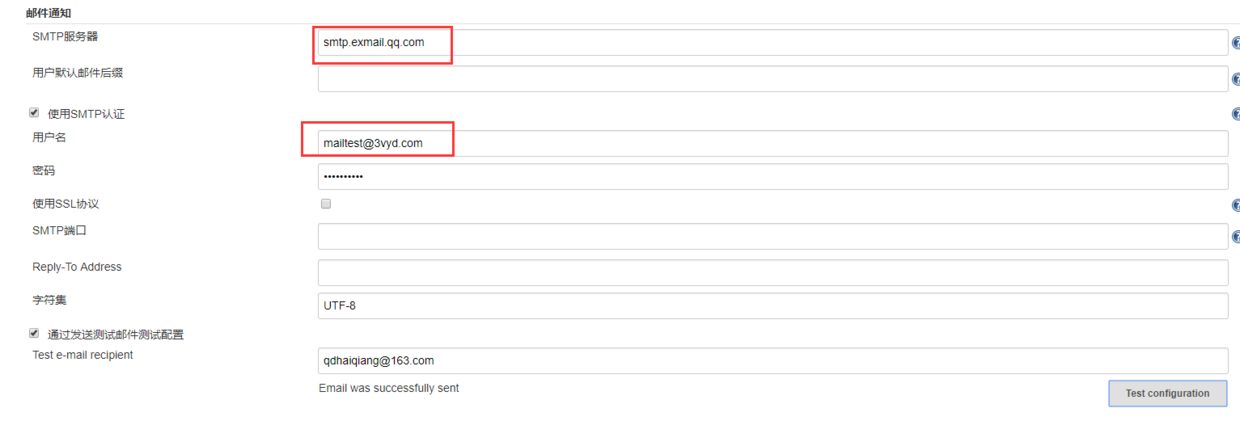 邮件通知
SMTP服务器
smtp.exmail.qq.com
用户默认邮件后缀
使用SMTP认证
用户名
mailtest@3vyd.com
密码
••••••••••
使用SSL协议
SMTP端口
Reply-To Address
字符集
UTF-8
通过发送测试邮件测试配置
Test e-mail recipient
qdhaiqiang@163.com
Email was successfully sent
Test configuration